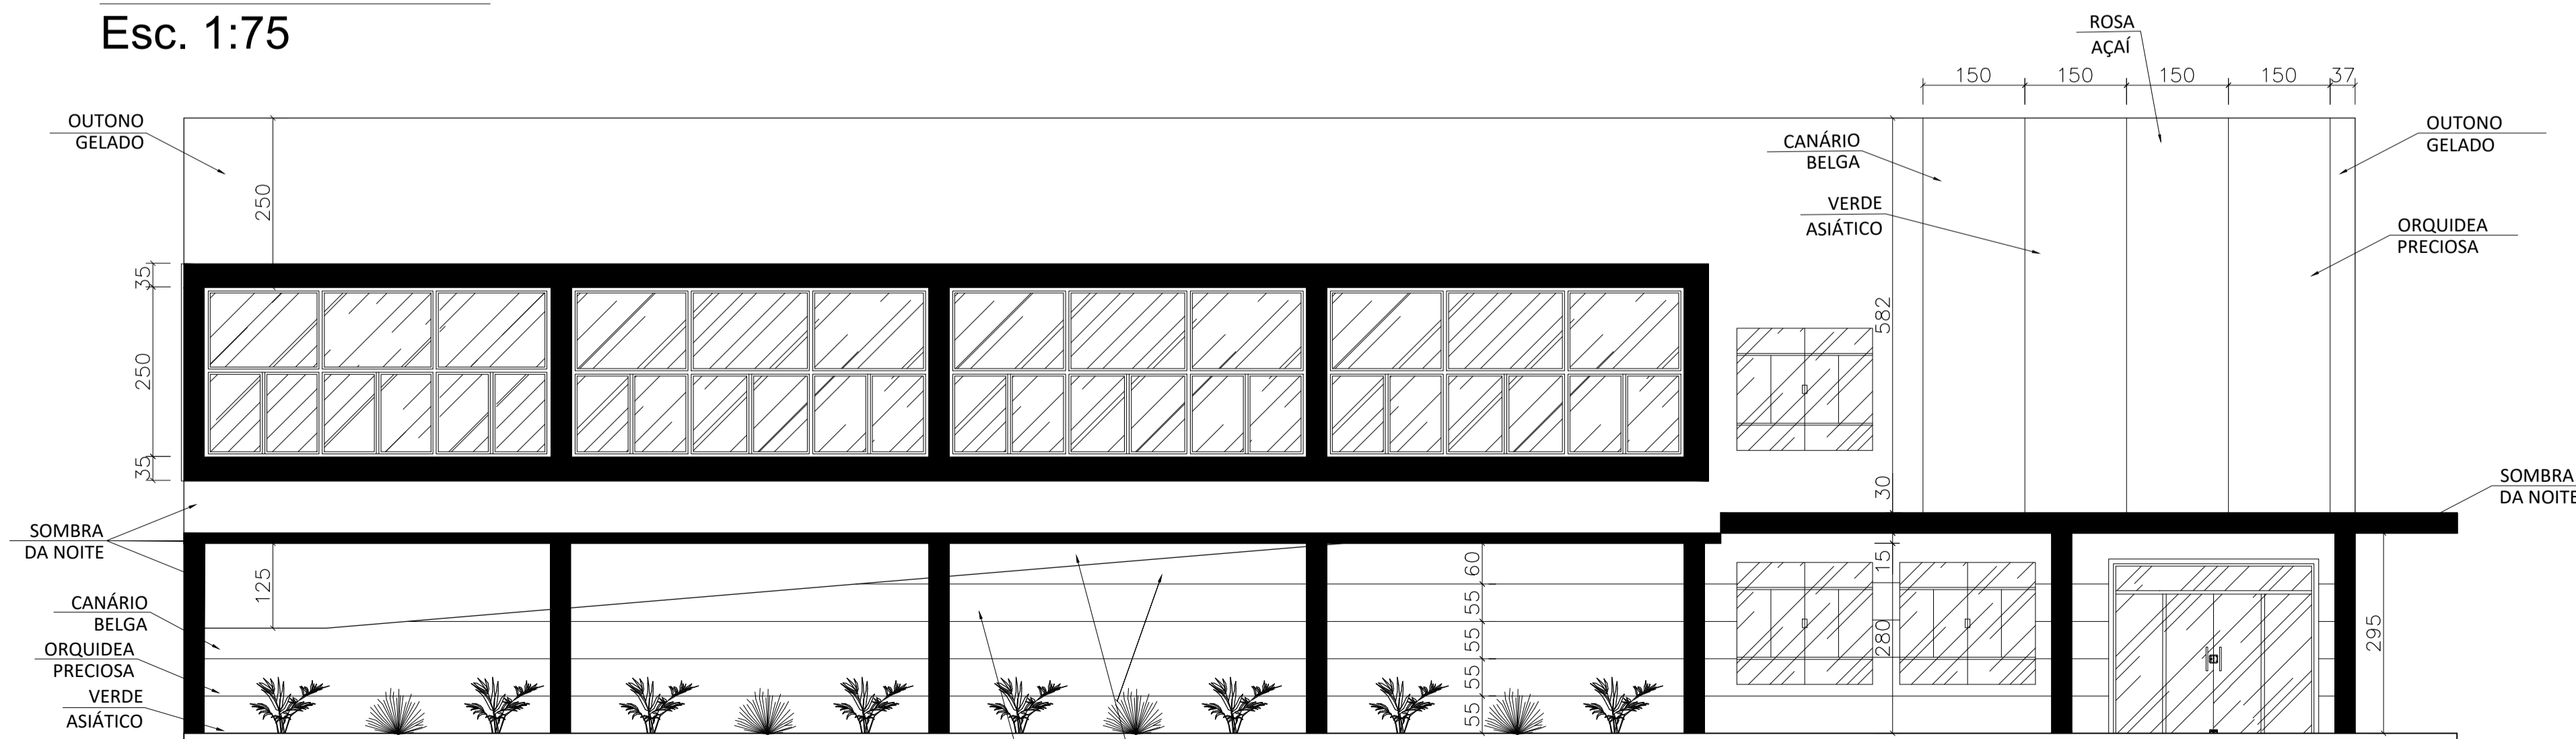 Esc. 1:75
ROSA
AÇAÍ
150
150
150
150
37
OUTONO
GELADO
250
CANÁRIO
BELGA
OUTONO
GELADO
VERDE
ASIÁTICO
ORQUIDEA
PRECIOSA
35
250
35
582
30
SOMBRA
DA NOITE
SOMBRA
DA NOITE
125
60
55
55
55
55
15
280
295
CANÁRIO
BELGA
ORQUIDEA
PRECIOSA
VERDE
ASIÁTICO